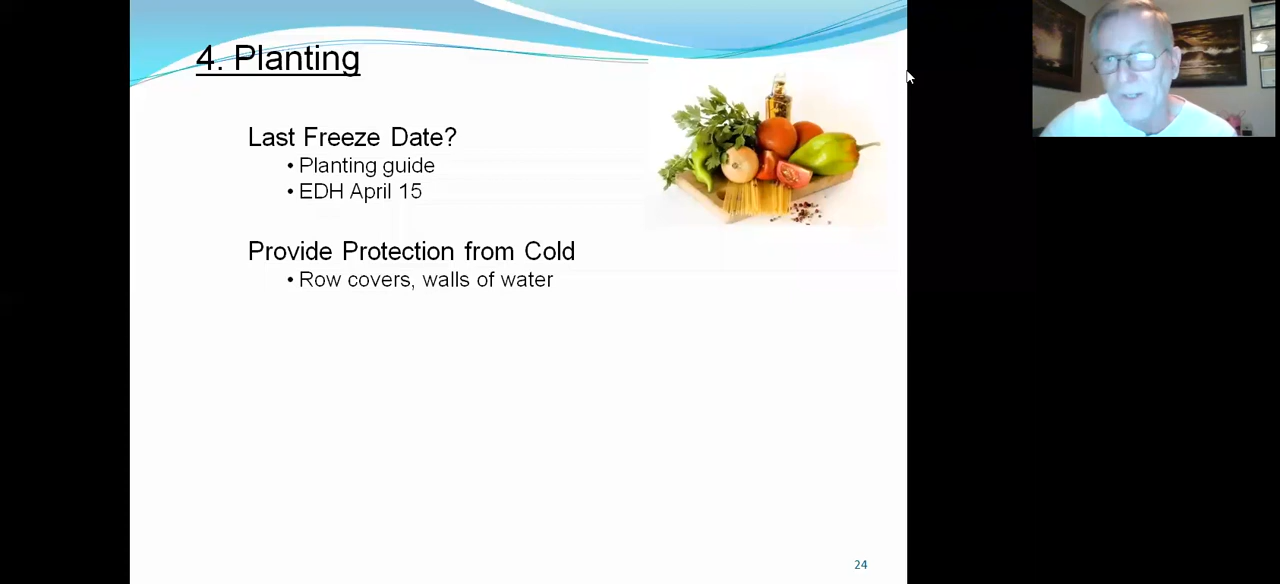 4. Planting
Last Freeze Date?
• Planting guide
• EDH April 15
Provide Protection from Cold
• Row covers, walls of water
24